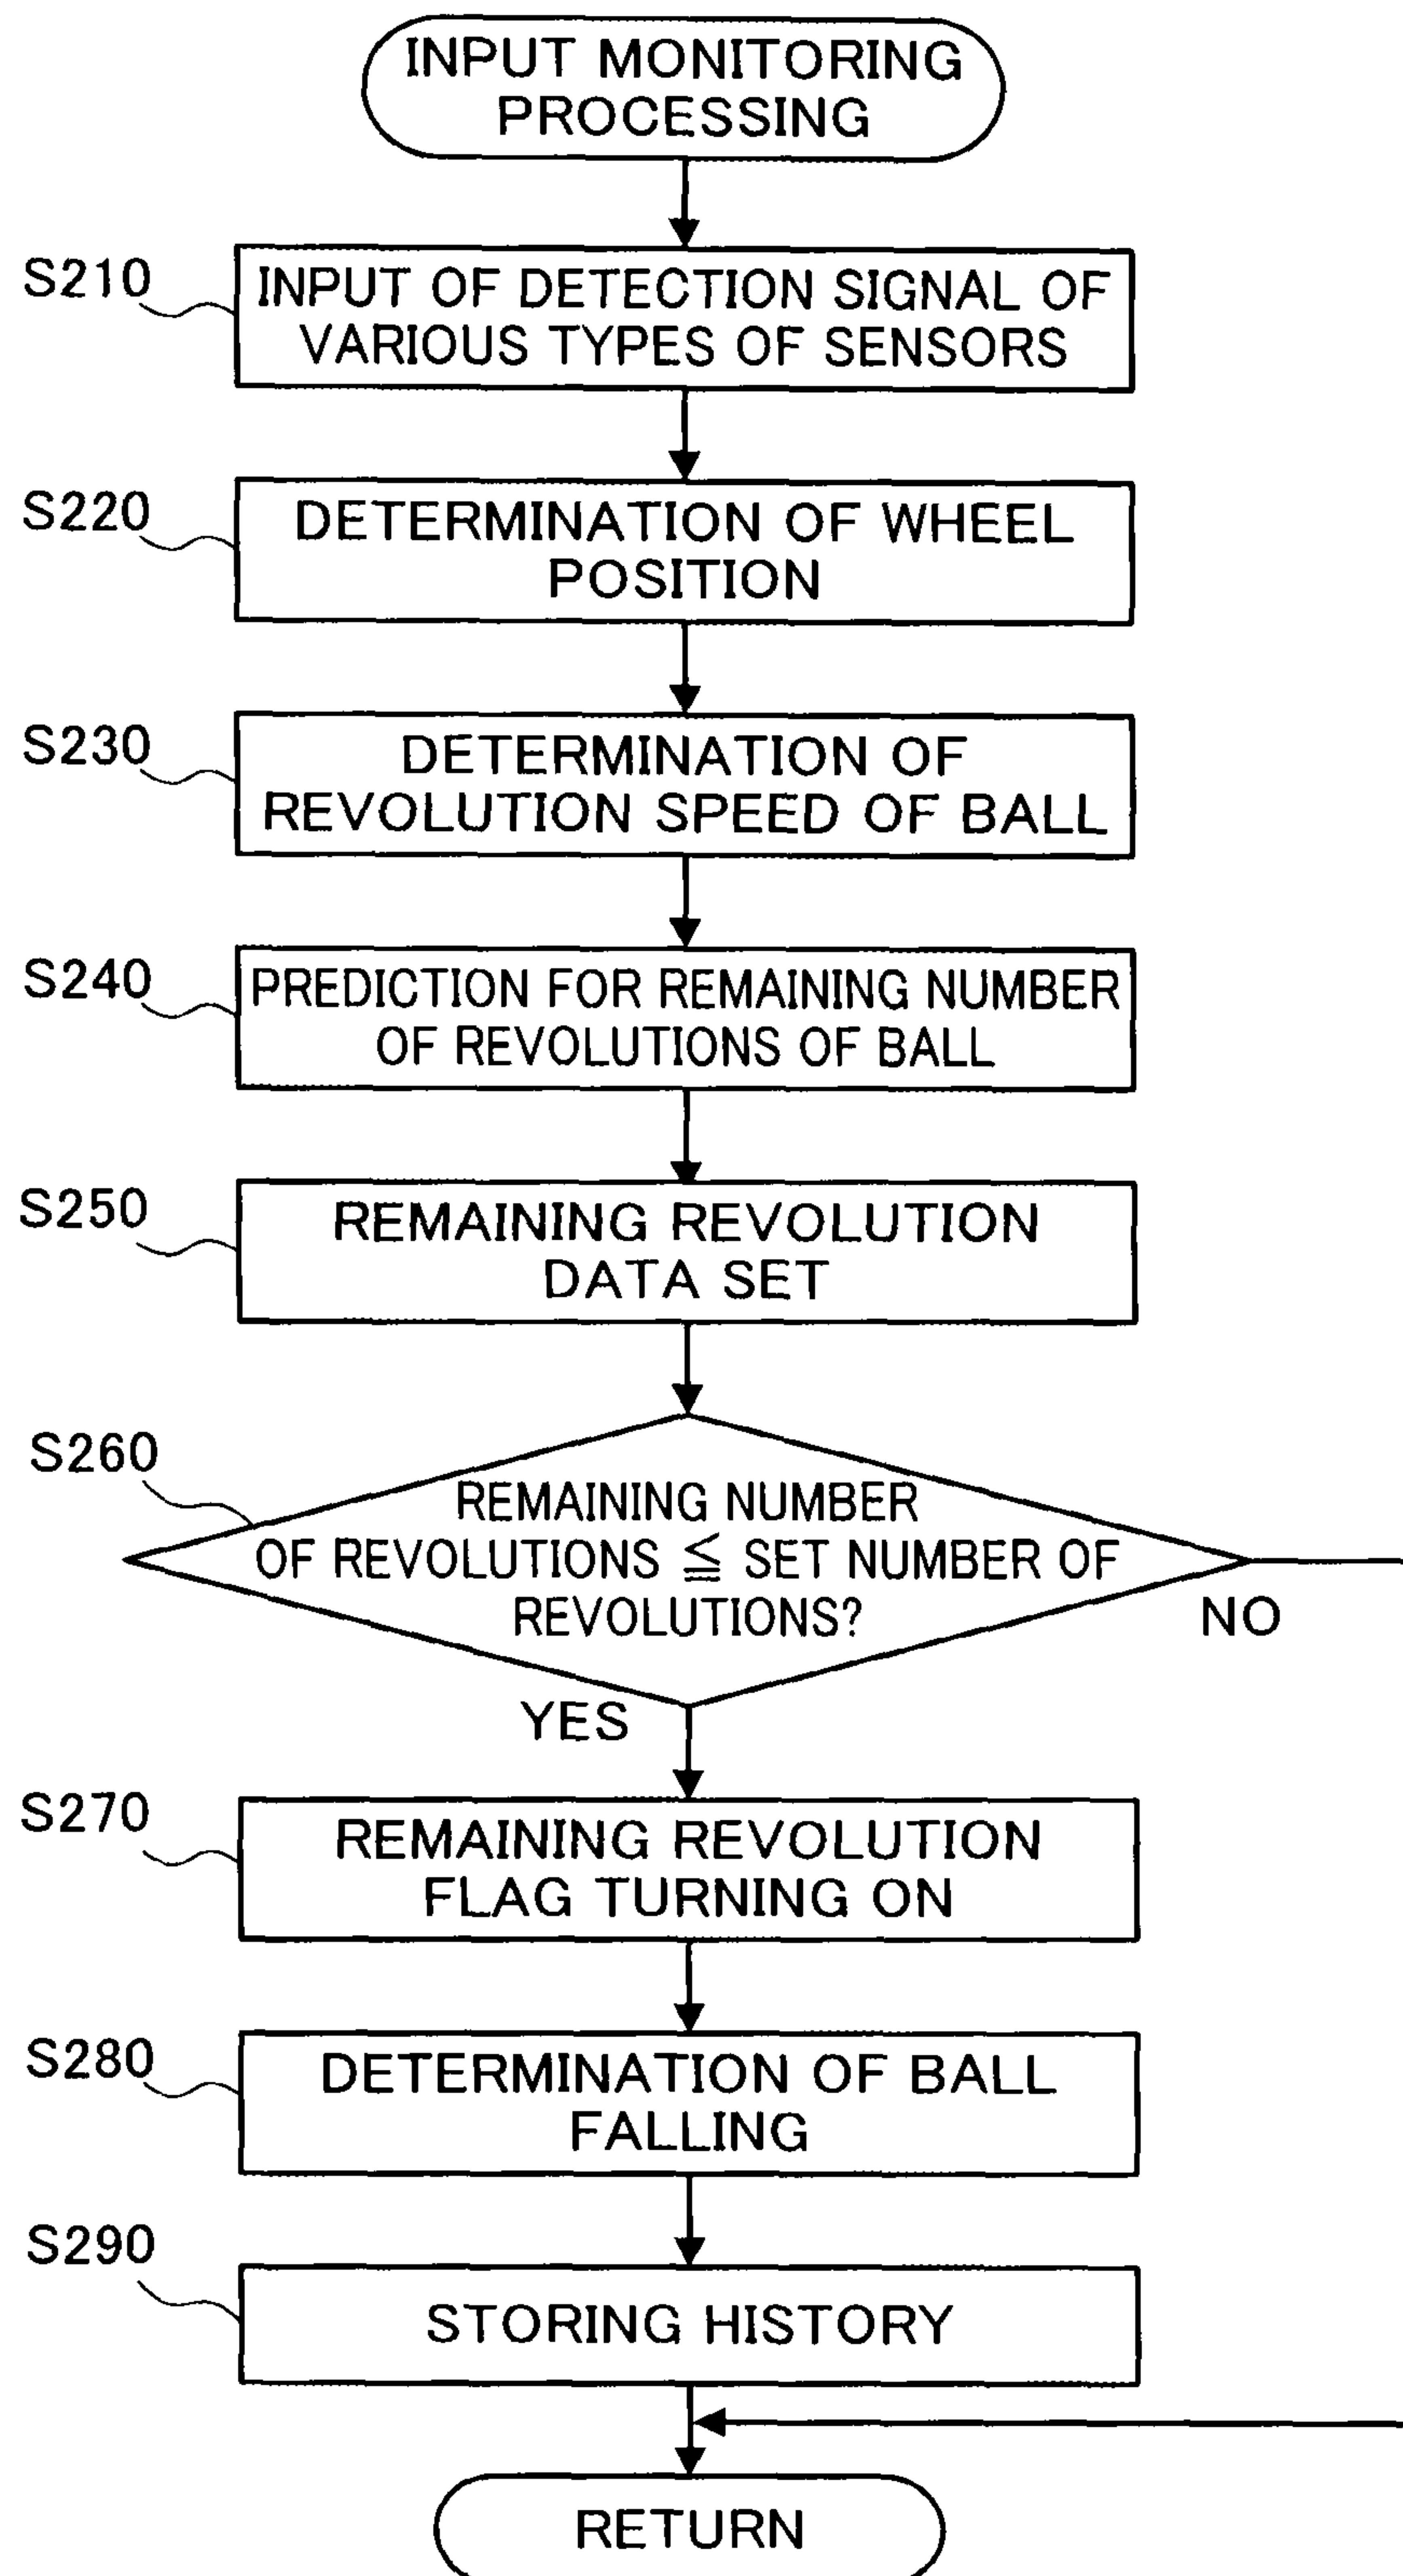 INPUT MONITORING
PROCESSING
S210
INPUT OF DETECTION SIGNAL OF
VARIOUS TYPES OF SENSORS
S220
DETERMINATION OF WHEEL
POSITION
S230
DETERMINATION OF
REVOLUTION SPEED OF BALL
S240
PREDICTION FOR REMAINING NUMBER
OF REVOLUTIONS OF BALL
S250
REMAINING REVOLUTION
DATA SET
S260
REMAINING NUMBER
OF REVOLUTIONS ≦ SET NUMBER OF
REVOLUTIONS?
NO
YES
S270
REMAINING REVOLUTION
FLAG TURNING ON
S280
DETERMINATION OF BALL
FALLING
S290
STORING HISTORY
RETURN